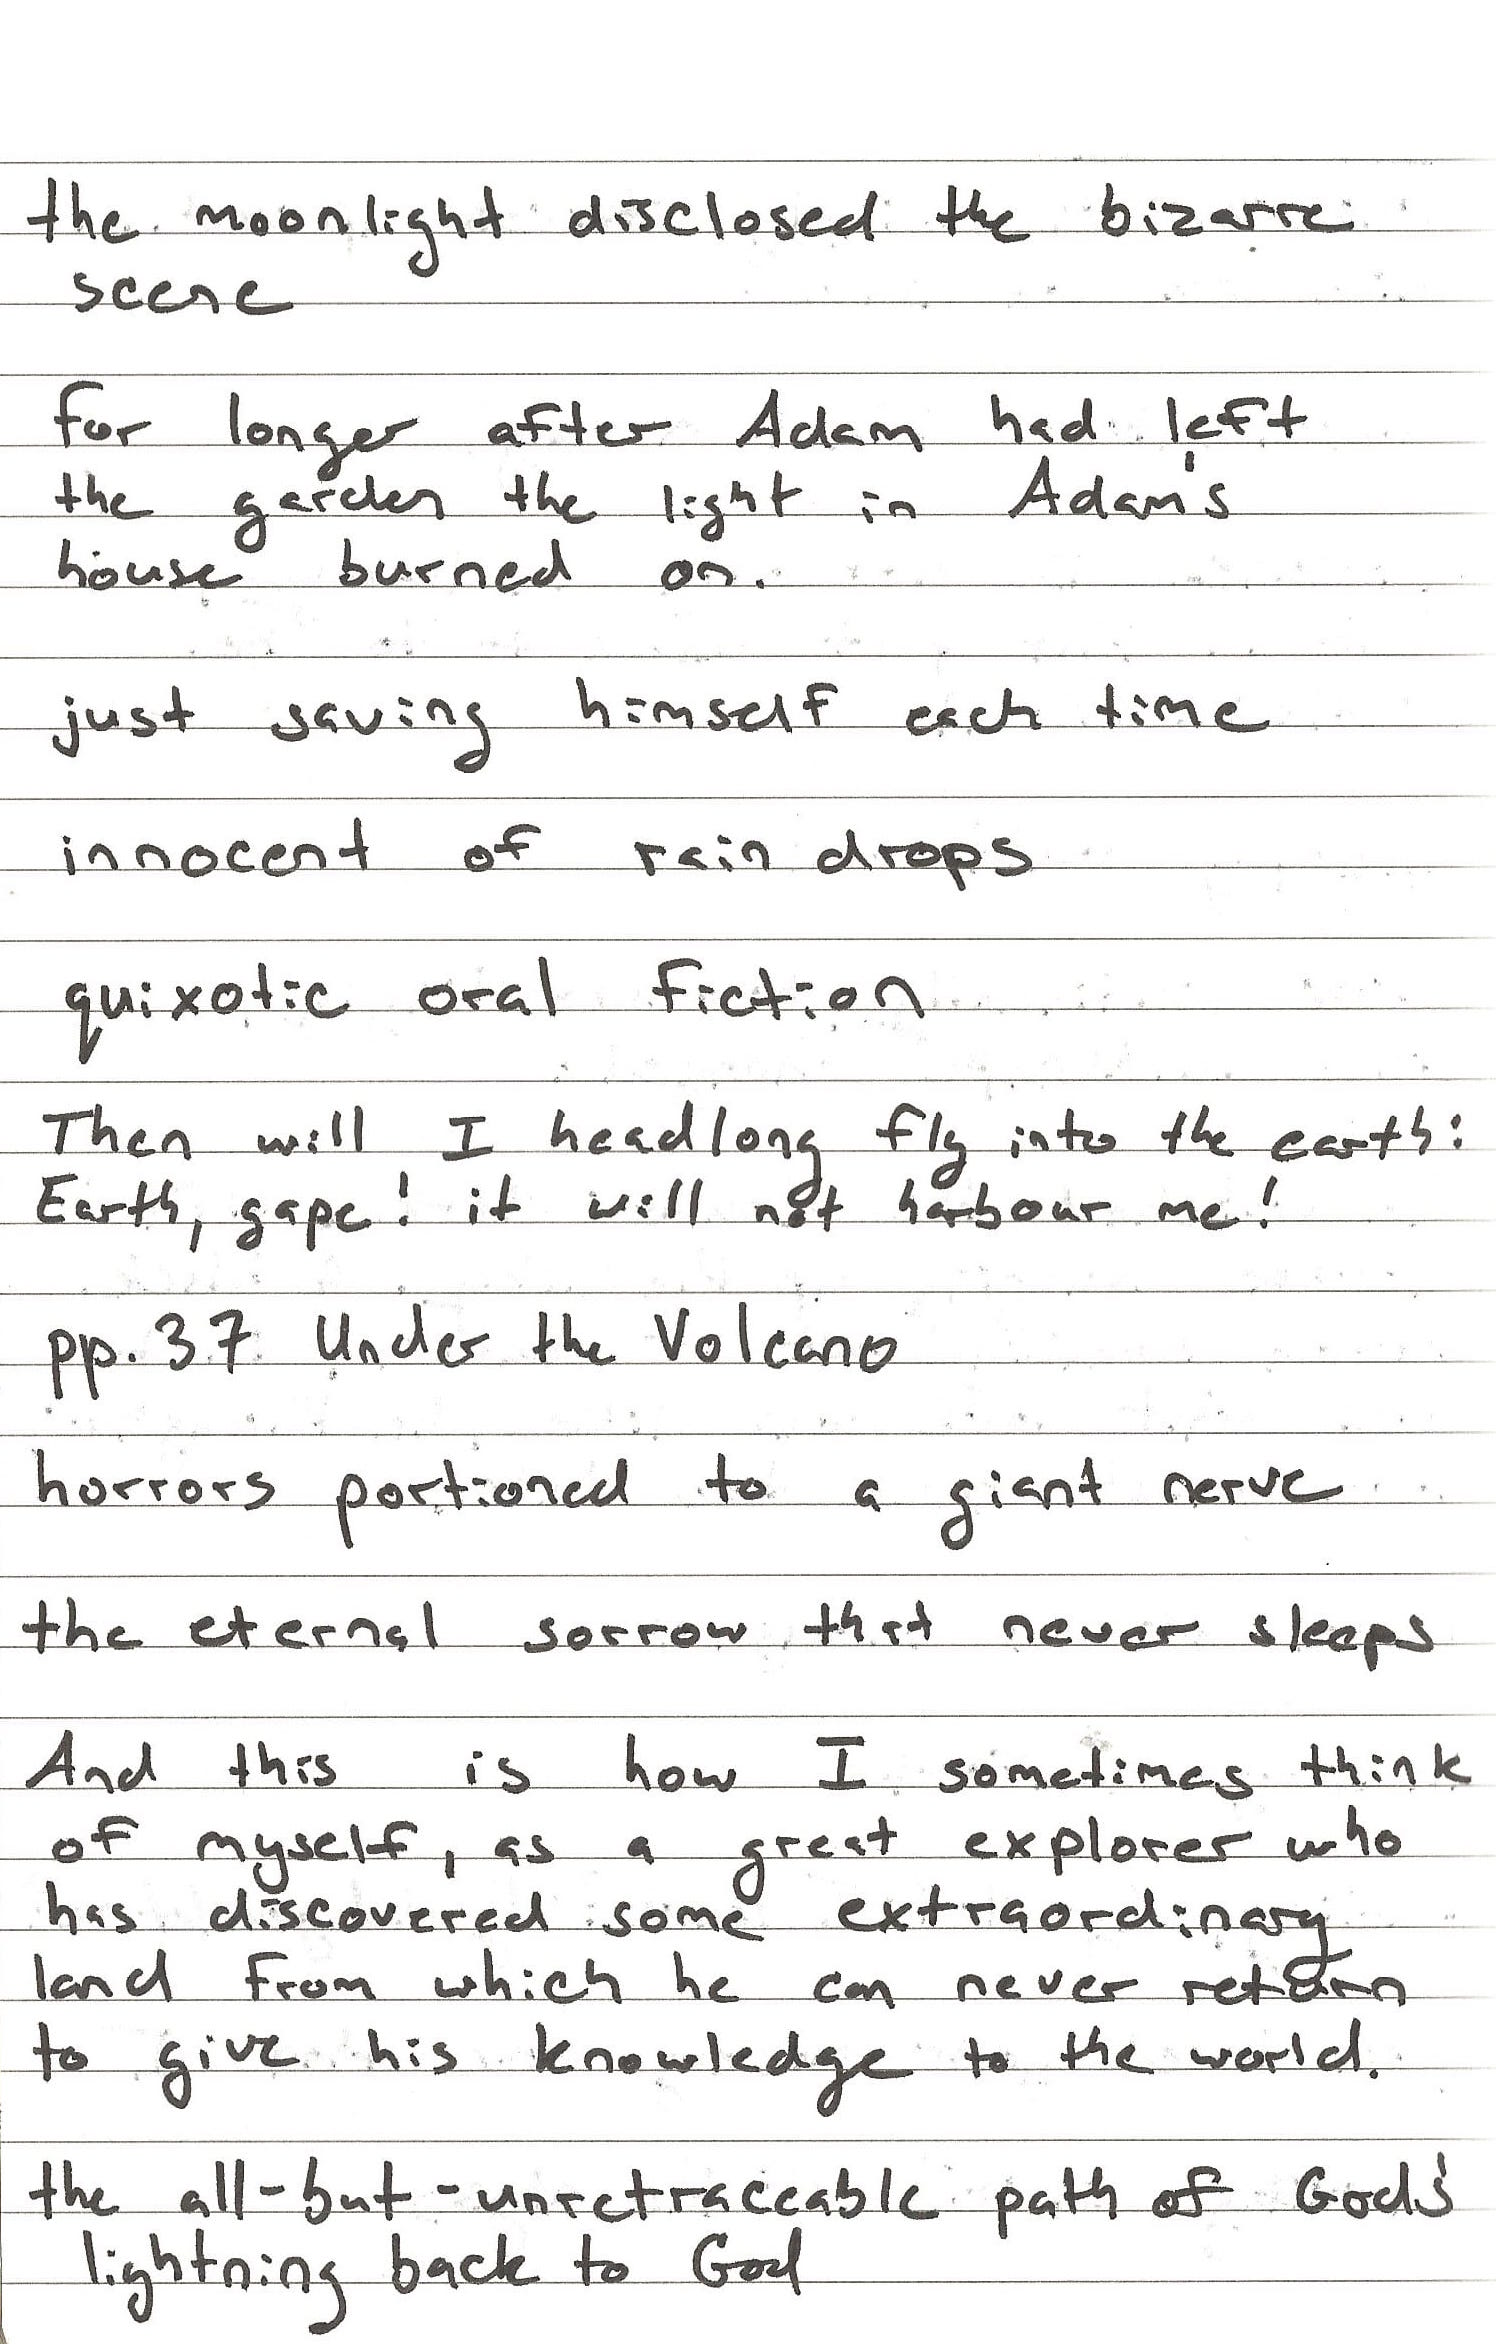 the moonlight disclosed the bizarre
scene
for longer after Adam had left
the garden the light in Adam's
house burned on.
just saving himself each time
innocent of rain drops
quixotic oral fiction
Then will I headlong fly into the earth:
Earth, gape! it will not harbour me!
pp. 37 Under the Volcano
horrors portioned to a giant nerve
the eternal sorrow that never sleeps
And this is how I sometimes think
of myself, as a great explorer who
has discovered some extraordinary
land from which he can never return
to give his knowledge to the world.
the all-but-unretraceable path of God's
lightning back to God